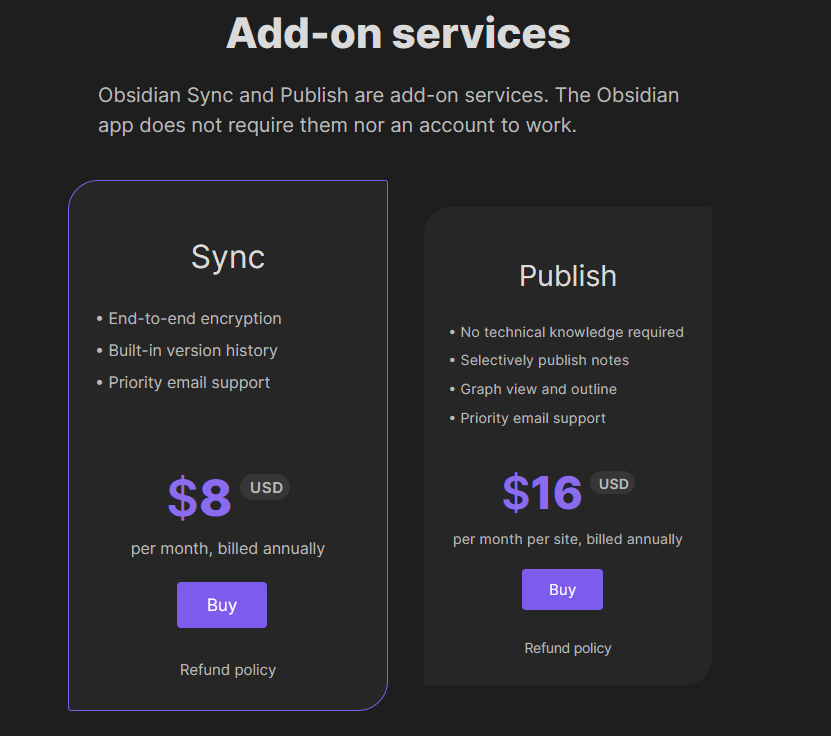 Add-on services
Obsidian Sync and Publish are add-on services. The Obsidian
app does not require them nor an account to work.
Sync
• End-to-end encryption
• Built-in version history
• Priority email support
$8 USD
per month, billed annually
Buy
Refund policy
Publish
• No technical knowledge required
• Selectively publish notes
• Graph view and outline
• Priority email support
$16 USD
per month per site, billed annually
Buy
Refund policy